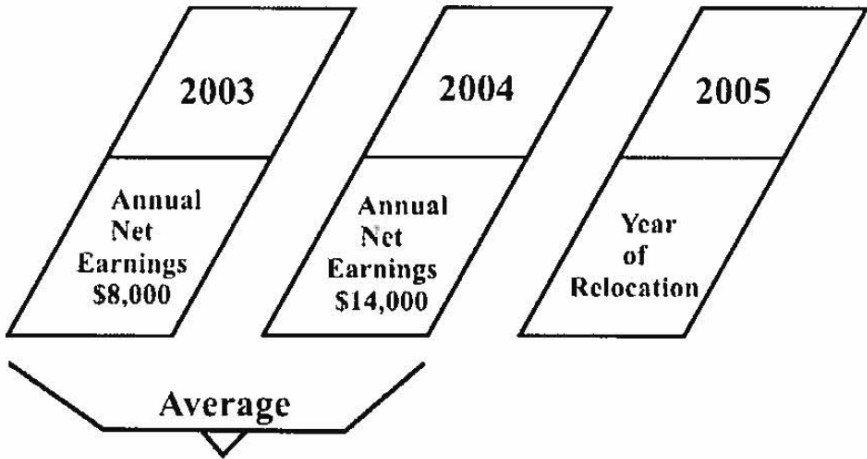 2003
Annual
Net
Earnings
$8,000
2004
Annual
Net
Earnings
$14,000
2005
Year
of
Relocation
Average